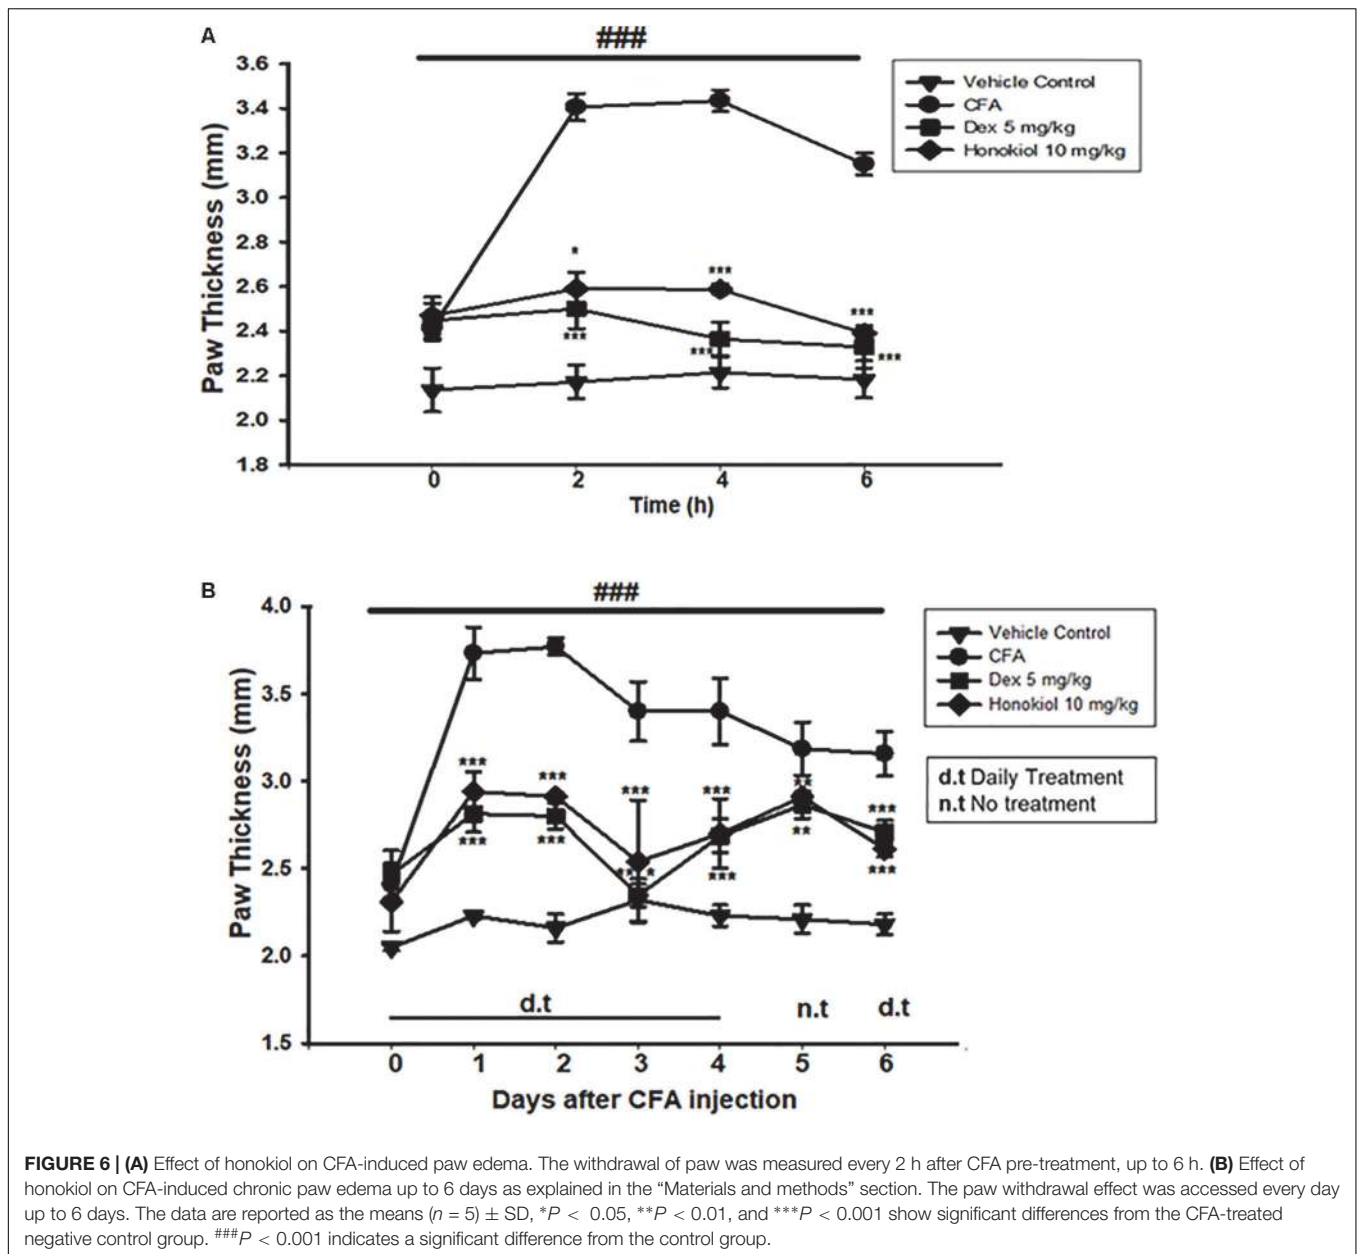 A
###
3.6
3.4
3.2
3.0
2.8
2.6
2.4
2.2
2.0
1.8
Paw Thickness (mm)
Vehicle Control
CFA
Dex 5 mg/kg
Honokiol 10 mg/kg
*
***
***
***
***
***
0 2 4 6
Time (h)
B
###
4.0
3.5
3.0
2.5
2.0
1.5
Paw Thickness (mm)
Vehicle Control
CFA
Dex 5 mg/kg
Honokiol 10 mg/kg
d.t Daily Treatment
n.t No treatment
*** *** *** *** ** ***
*** *** ** * *** ** ***
d.t n.t d.t
0 1 2 3 4 5 6
Days after CFA injection
FIGURE 6 | (A) Effect of honokiol on CFA-induced paw edema. The withdrawal of paw was measured every 2 h after CFA pre-treatment, up to 6 h. (B) Effect of
honokiol on CFA-induced chronic paw edema up to 6 days as explained in the “Materials and methods” section. The paw withdrawal effect was accessed every day
up to 6 days. The data are reported as the means (n = 5) ± SD, *P < 0.05, **P < 0.01, and ***P < 0.001 show significant differences from the CFA-treated
negative control group. ###P < 0.001 indicates a significant difference from the control group.